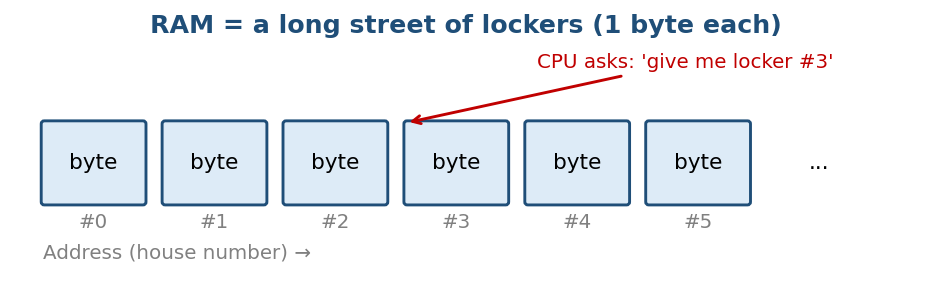 RAM = a long street of lockers (1 byte each)
CPU asks: 'give me locker #3'
byte byte byte byte byte byte ...
#0 #1 #2 #3 #4 #5
Address (house number) →